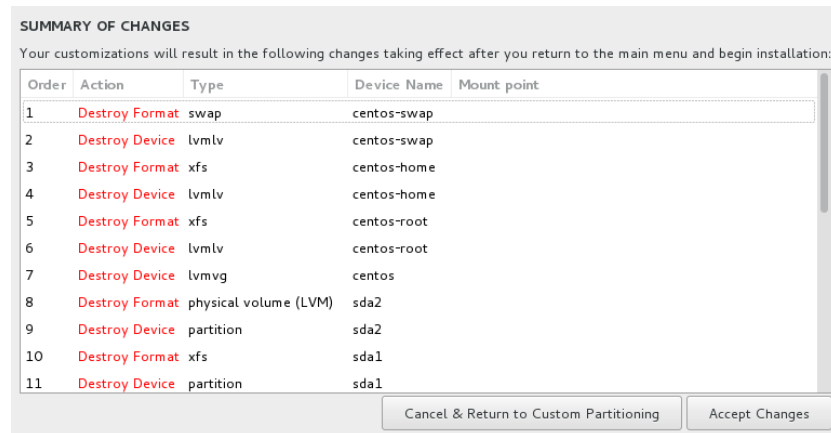 SUMMARY OF CHANGES
Your customizations will result in the following changes taking effect after you return to the main menu and begin installation:
Order Action Type Device Name Mount point
1 Destroy Format swap centos-swap
2 Destroy Device lvmlv centos-swap
3 Destroy Format xfs centos-home
4 Destroy Device lvmlv centos-home
5 Destroy Format xfs centos-root
6 Destroy Device lvmlv centos-root
7 Destroy Device lvmvg centos
8 Destroy Format physical volume (LVM) sda2
9 Destroy Device partition sda2
10 Destroy Format xfs sda1
11 Destroy Device partition sda1
Cancel & Return to Custom Partitioning Accept Changes